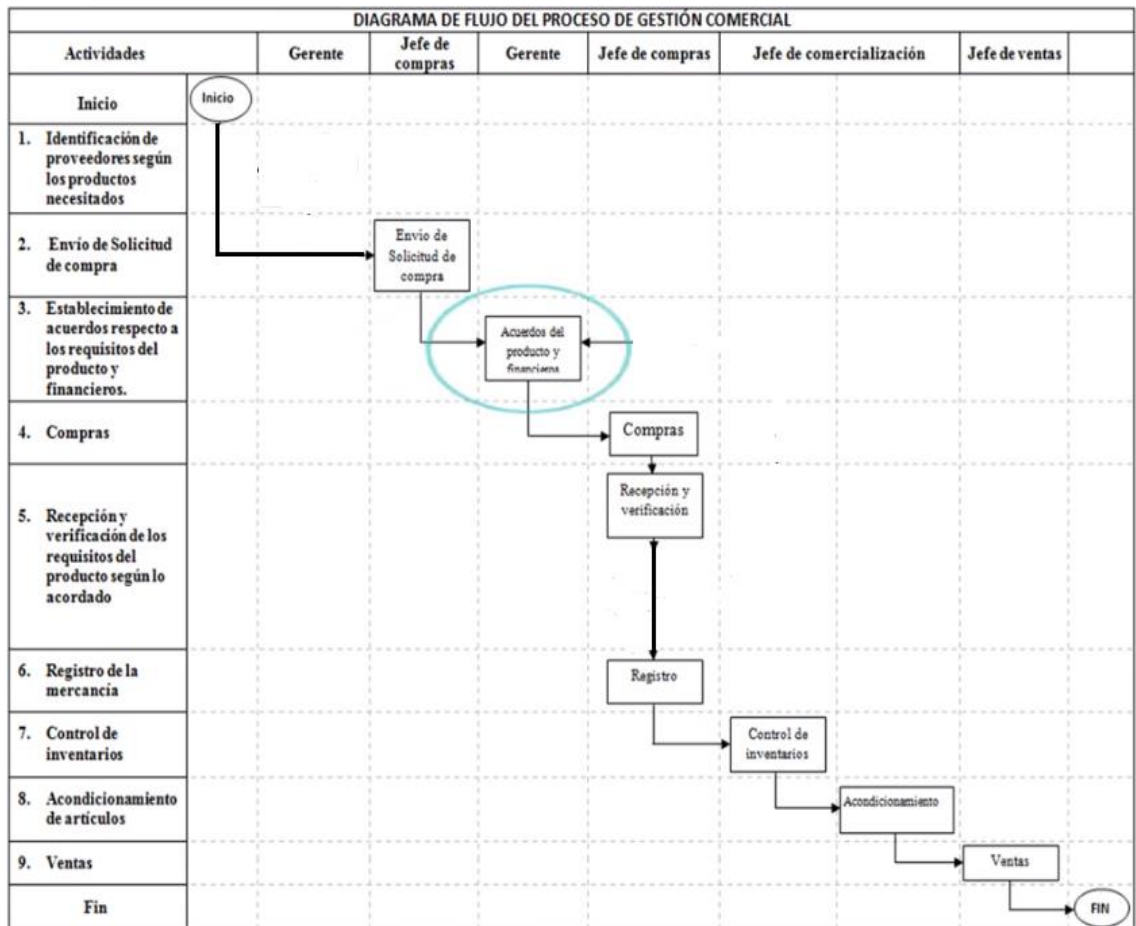 DIAGRAMA DE FLUJO DEL PROCESO DE GESTIÓN COMERCIAL
Actividades
Gerente
Jefe de
compras
Gerente
Jefe de compras
Jefe de comercialización
Jefe de ventas
Inicio
Inicio
1. Identificación de
proveedores según
los productos
necesitados
2. Envío de Solicitud
de compra
Envío de
Solicitud de
compra
3. Establecimiento de
acuerdos respecto a
los requisitos del
producto y
financieros.
Acuerdos del
producto y
financieros
4. Compras
Compras
5. Recepción y
verificación de los
requisitos del
producto según lo
acordado
Recepción y
verificación
6. Registro de la
mercancía
Registro
7. Control de
inventarios
Control de
inventarios
8. Acondicionamiento
de artículos
Acondicionamiento
9. Ventas
Ventas
Fin
FIN